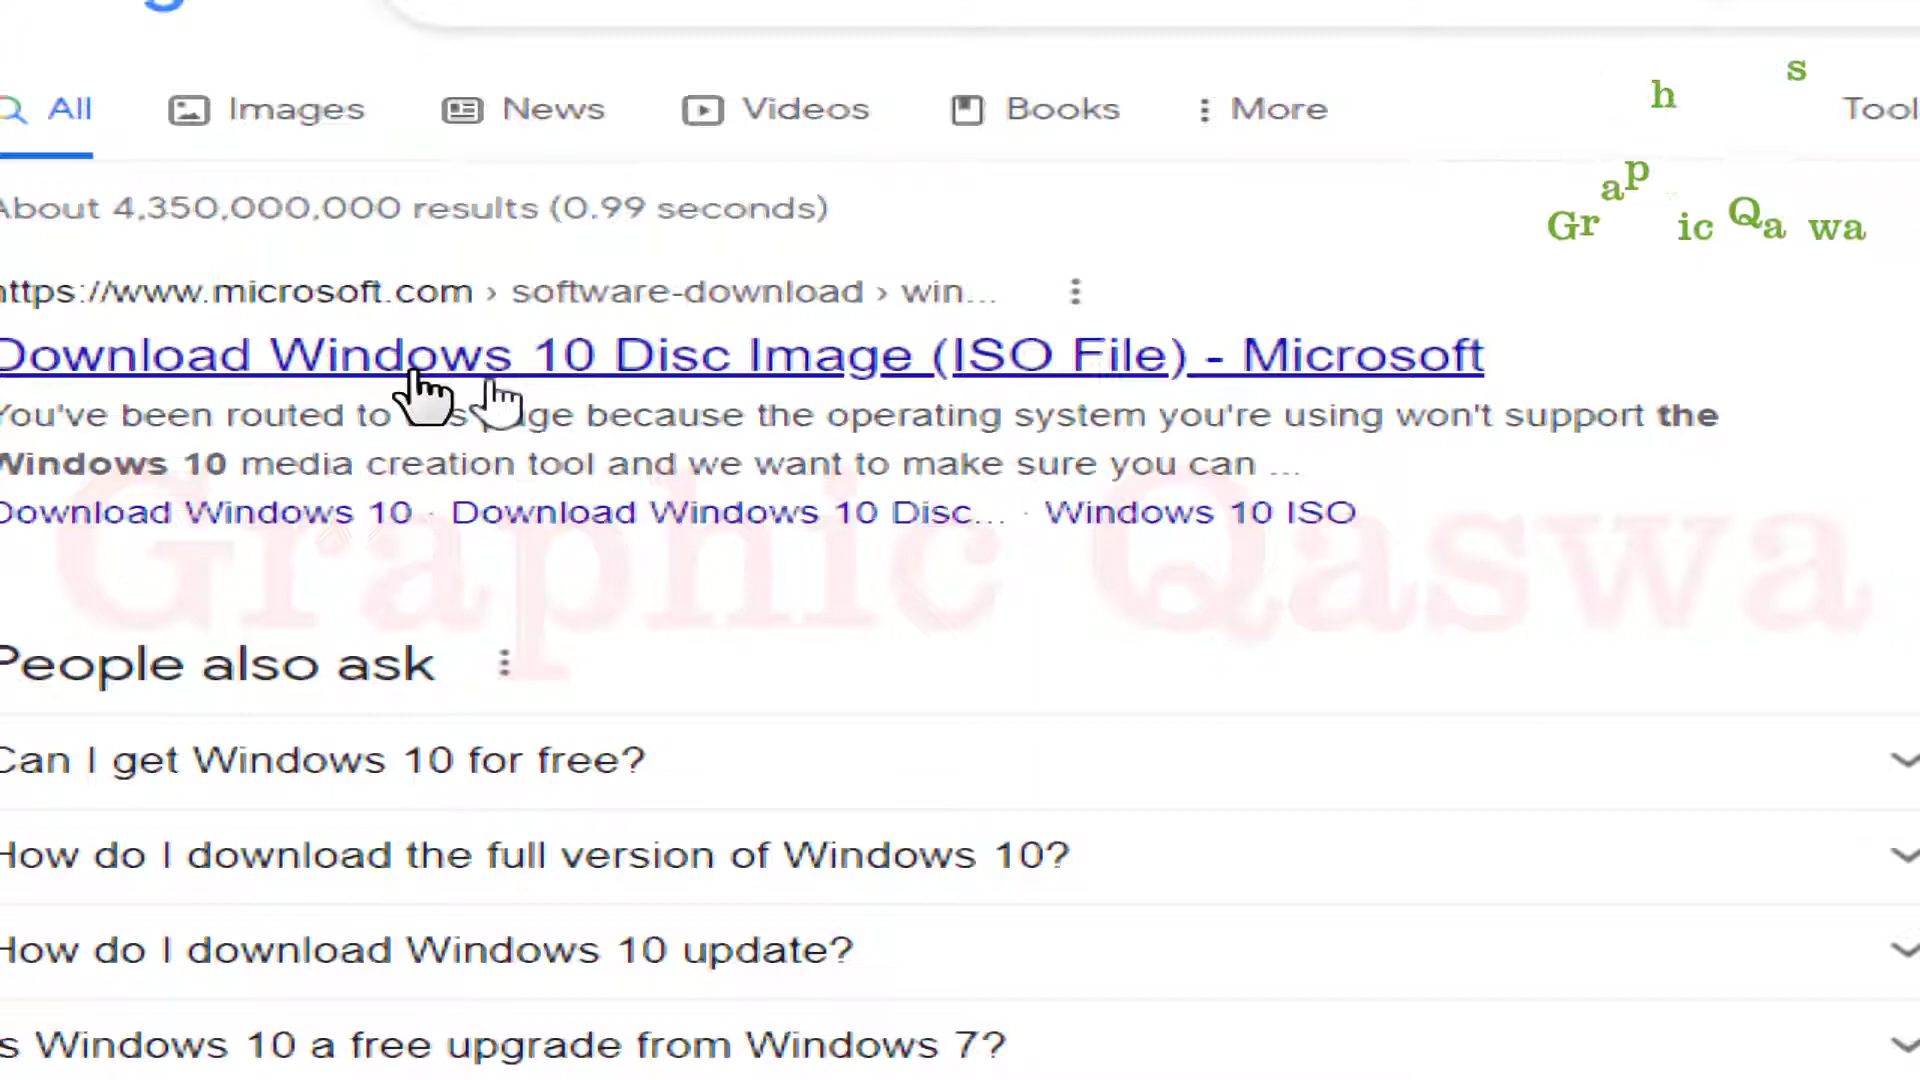 All Images News Videos Books More Tool
About 4,350,000,000 results (0.99 seconds)
https://www.microsoft.com › software-download › win...
Download Windows 10 Disc Image (ISO File) - Microsoft
You've been routed to because the operating system you're using won't support the
Windows 10 media creation tool and we want to make sure you can ...
Download Windows 10 · Download Windows 10 Disc... · Windows 10 ISO
Graphic Qaswa
People also ask
Can I get Windows 10 for free?
How do I download the full version of Windows 10?
How do I download Windows 10 update?
Is Windows 10 a free upgrade from Windows 7?
h s
a p
Gr ic Qa wa